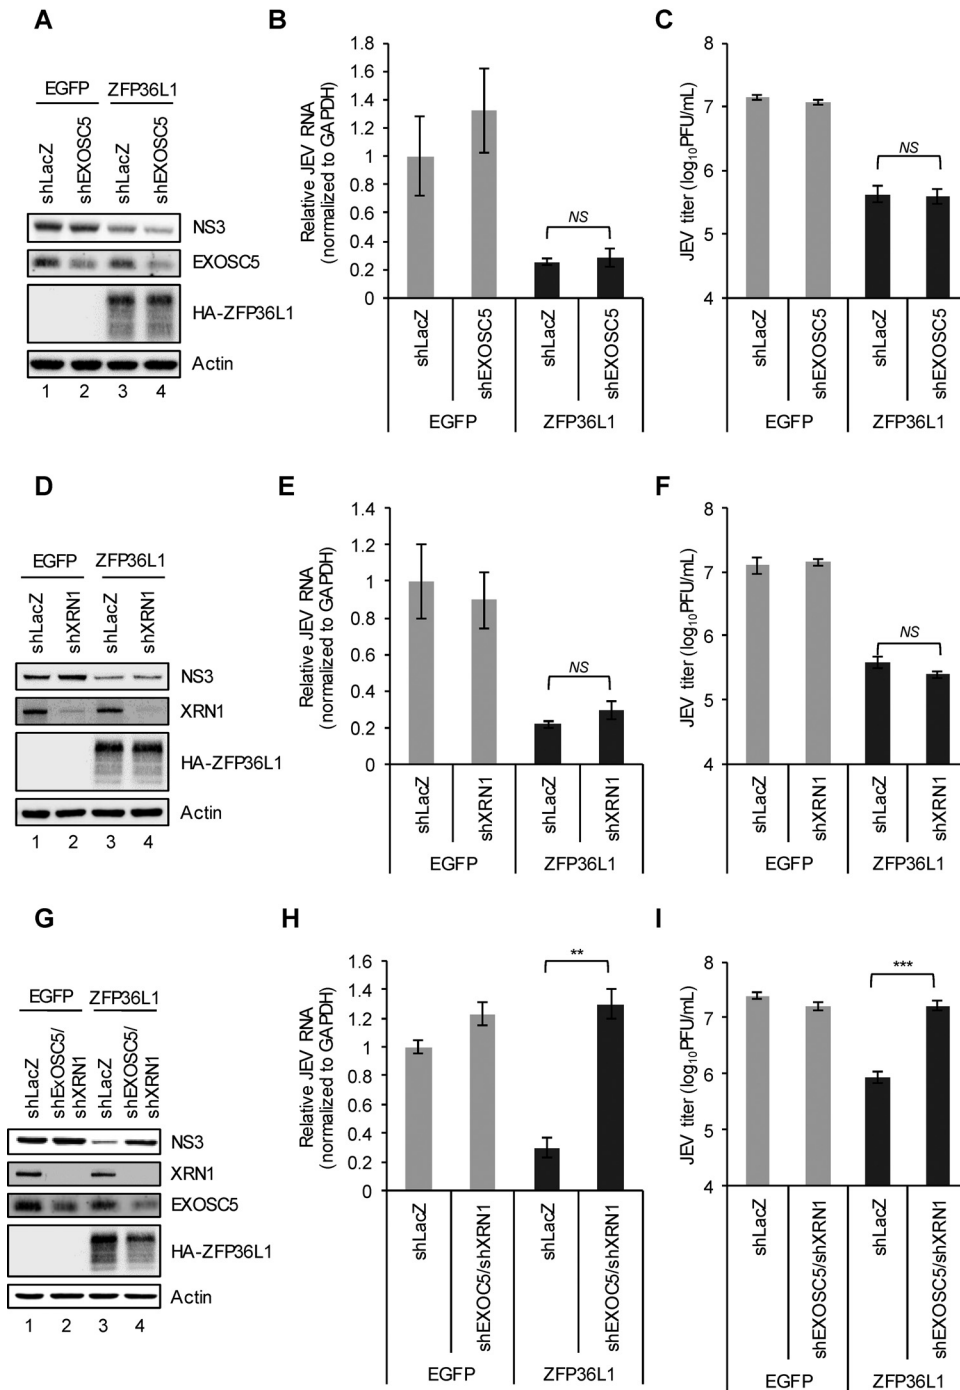 A
EGFP ZFP36L1
shLacZ shEXOSC5 shLacZ shEXOSC5
NS3
EXOSC5
HA-ZFP36L1
Actin
1 2 3 4
B
Relative JEV RNA
(normalized to GAPDH)
1.8
1.6
1.4
1.2
1
0.8
0.6
0.4
0.2
0
NS
shLacZ shEXOSC5 shLacZ shEXOSC5
EGFP ZFP36L1
C
JEV titer (log10PFU/mL)
8
7
6
5
4
NS
shLacZ shEXOSC5 shLacZ shEXOSC5
EGFP ZFP36L1
D
EGFP ZFP36L1
shLacZ shXRN1 shLacZ shXRN1
NS3
XRN1
HA-ZFP36L1
Actin
1 2 3 4
E
Relative JEV RNA
(normalized to GAPDH)
1.4
1.2
1
0.8
0.6
0.4
0.2
0
NS
shLacZ shXRN1 shLacZ shXRN1
EGFP ZFP36L1
F
JEV titer (log10PFU/mL)
8
7
6
5
4
NS
shLacZ shXRN1 shLacZ shXRN1
EGFP ZFP36L1
G
EGFP ZFP36L1
shLacZ shExOSC5/ shXRN1 shLacZ shEXOSC5/ shXRN1
NS3
XRN1
EXOSC5
HA-ZFP36L1
Actin
1 2 3 4
H
Relative JEV RNA
(normalized to GAPDH)
1.6
1.4
1.2
1
0.8
0.6
0.4
0.2
0
**
shLacZ shEXOC5/shXRN1 shLacZ shEXOC5/shXRN1
EGFP ZFP36L1
I
JEV titer (log10PFU/mL)
8
7
6
5
4
***
shLacZ shEXOSC5/shXRN1 shLacZ shEXOSC5/shXRN1
EGFP ZFP36L1